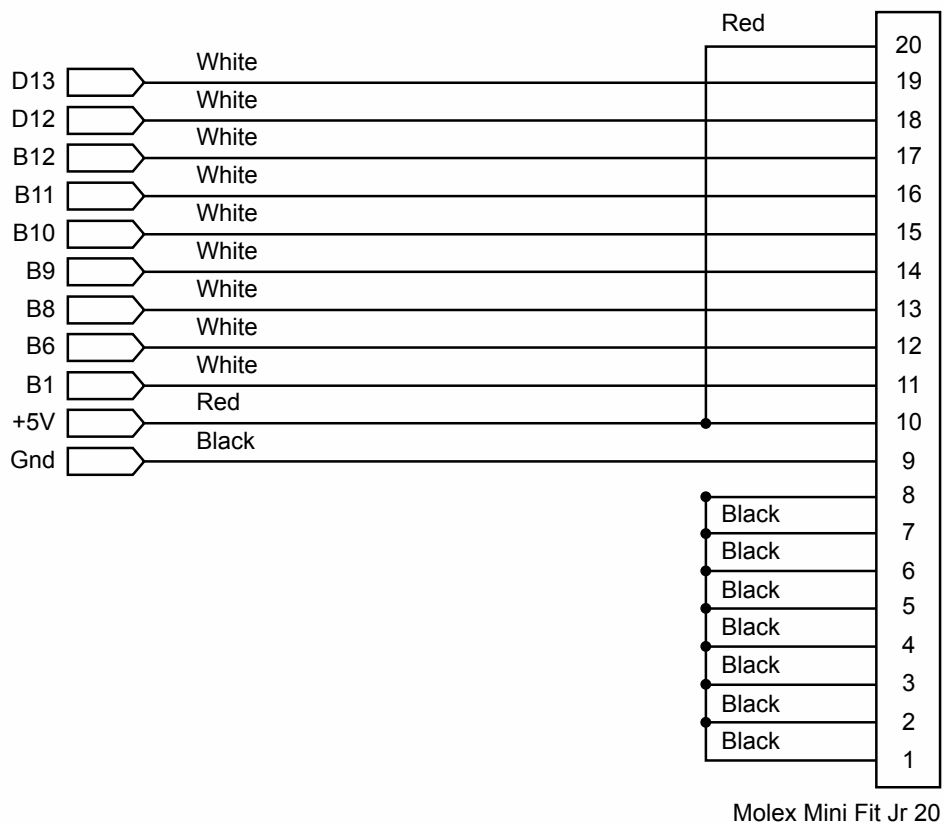 Red
20
White
D13
19
White
D12
18
White
B12
17
White
B11
16
White
B10
15
White
B9
14
White
B8
13
White
B6
12
White
B1
11
Red
+5V
10
Black
Gnd
9
8
Black
7
Black
6
Black
5
Black
4
Black
3
Black
2
Black
1
Molex Mini Fit Jr 20